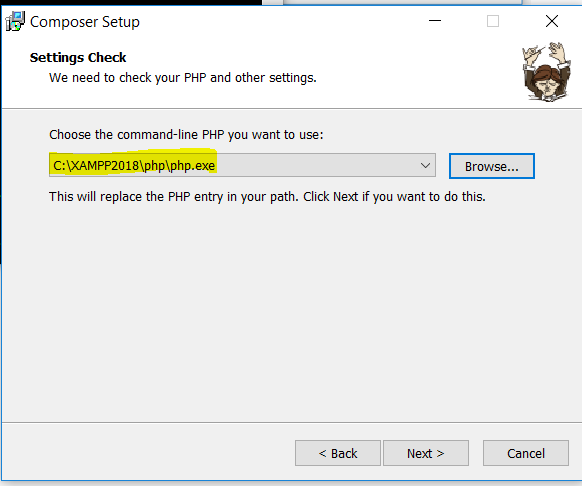 Composer Setup
Settings Check
We need to check your PHP and other settings.
Choose the command-line PHP you want to use:
C:\XAMPP2018\php\php.exe
Browse...
This will replace the PHP entry in your path. Click Next if you want to do this.
< Back
Next >
Cancel